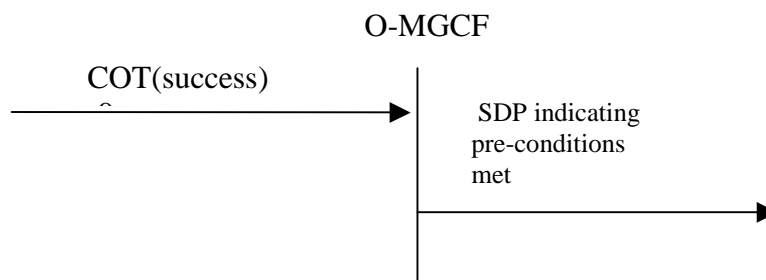 O-MGCF
COT(success)
SDP indicating
pre-conditions
met